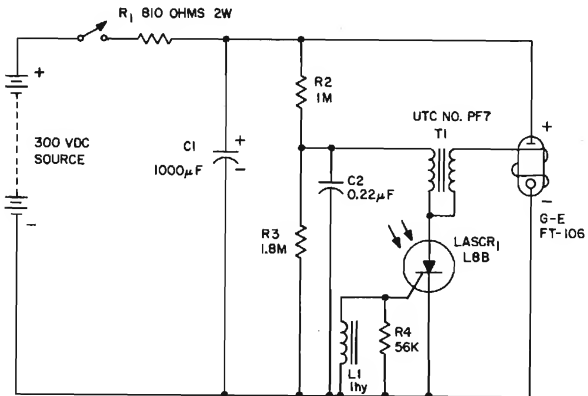 R1 810 OHMS 2W
+
300 VDC
SOURCE
-
C1
1000µF
+
-
R2
1M
C2
0.22µF
R3
1.8M
UTC NO. PF7
T1
+
-
G-E
FT-106
LASCR1
L8B
R4
56K
L1
1hy